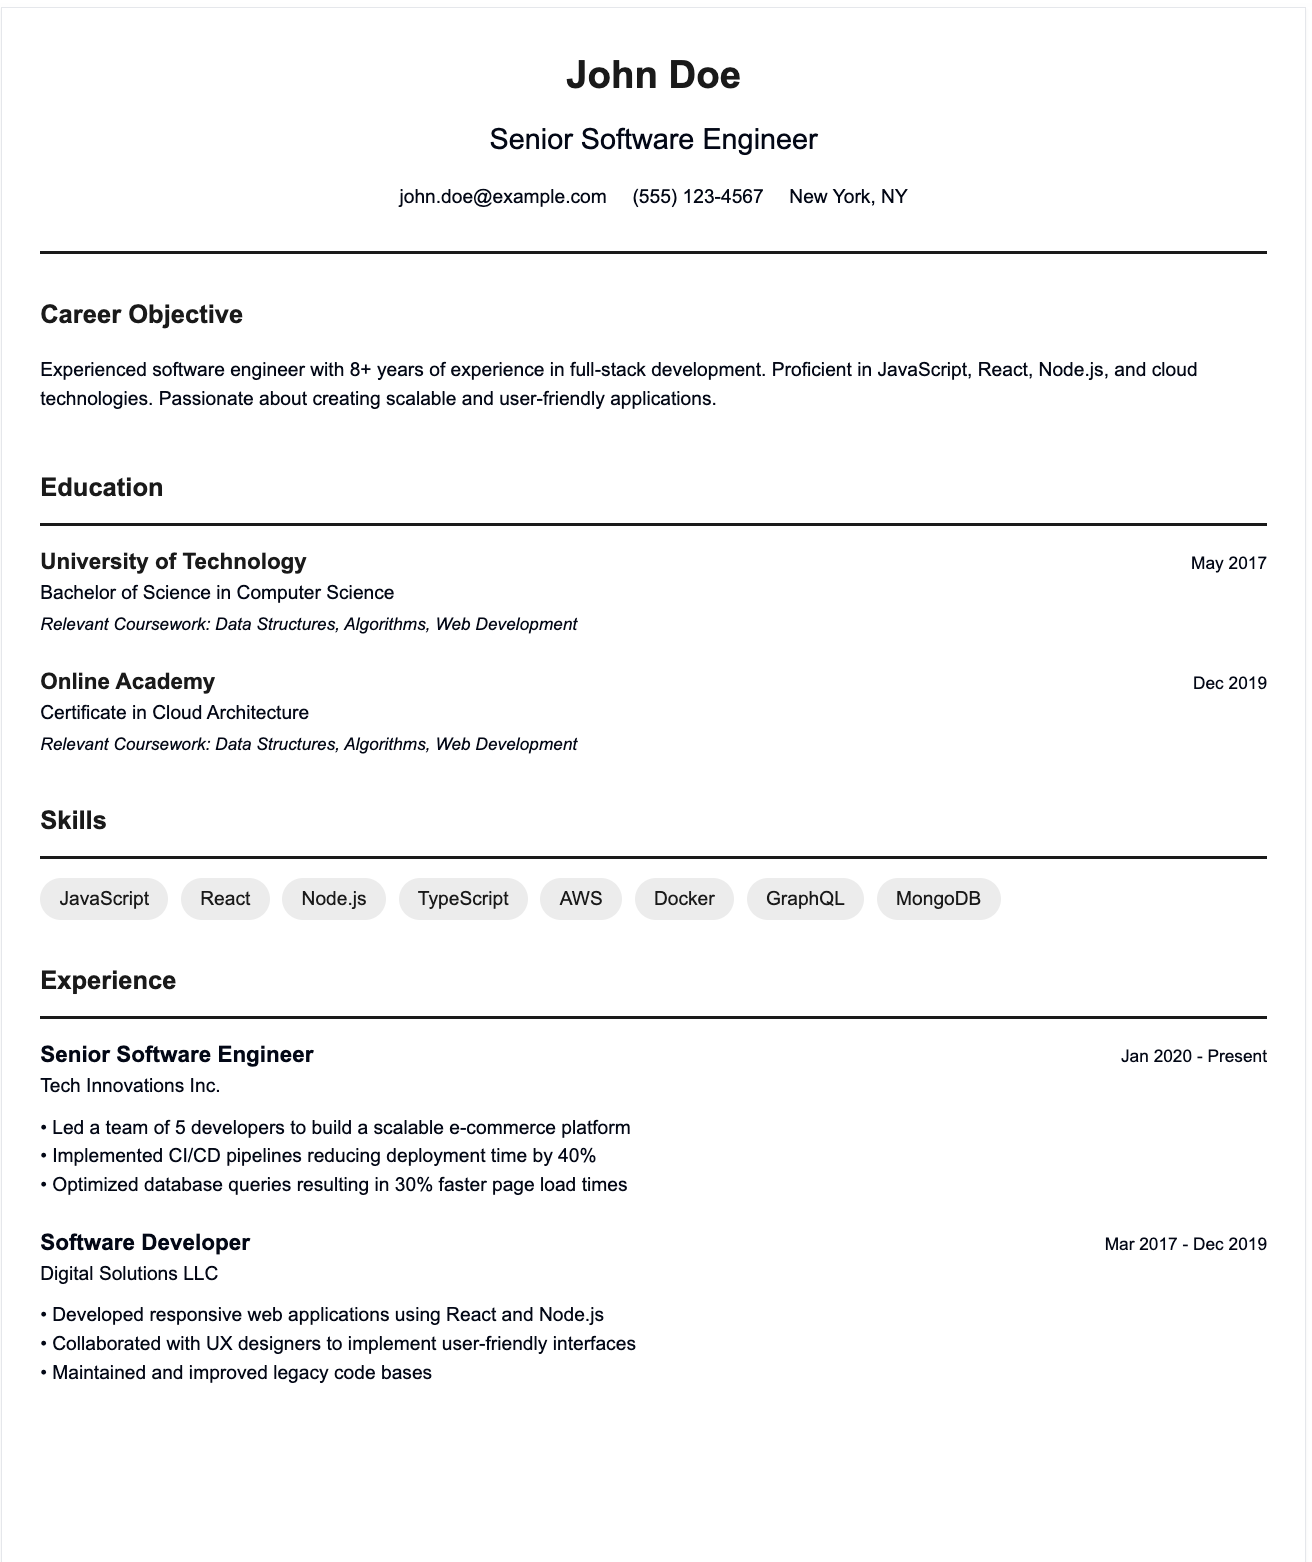 John Doe
Senior Software Engineer
john.doe@example.com (555) 123-4567 New York, NY
Career Objective
Experienced software engineer with 8+ years of experience in full-stack development. Proficient in JavaScript, React, Node.js, and cloud
technologies. Passionate about creating scalable and user-friendly applications.
Education
University of Technology May 2017
Bachelor of Science in Computer Science
Relevant Coursework: Data Structures, Algorithms, Web Development
Online Academy Dec 2019
Certificate in Cloud Architecture
Relevant Coursework: Data Structures, Algorithms, Web Development
Skills
JavaScript React Node.js TypeScript AWS Docker GraphQL MongoDB
Experience
Senior Software Engineer Jan 2020 - Present
Tech Innovations Inc.
• Led a team of 5 developers to build a scalable e-commerce platform
• Implemented CI/CD pipelines reducing deployment time by 40%
• Optimized database queries resulting in 30% faster page load times
Software Developer Mar 2017 - Dec 2019
Digital Solutions LLC
• Developed responsive web applications using React and Node.js
• Collaborated with UX designers to implement user-friendly interfaces
• Maintained and improved legacy code bases